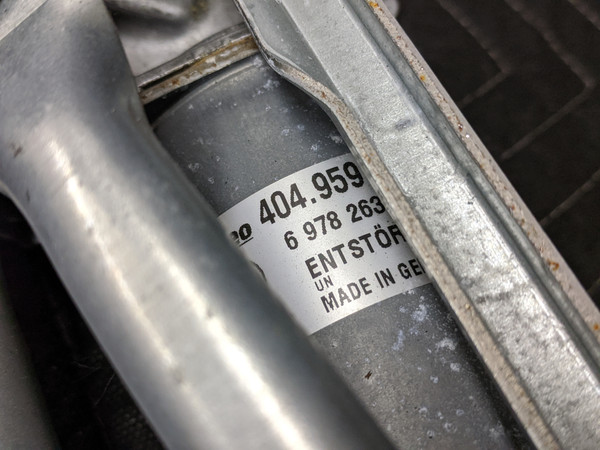 404.959
6 978 263
ENTSTÖR
UN
MADE IN GE